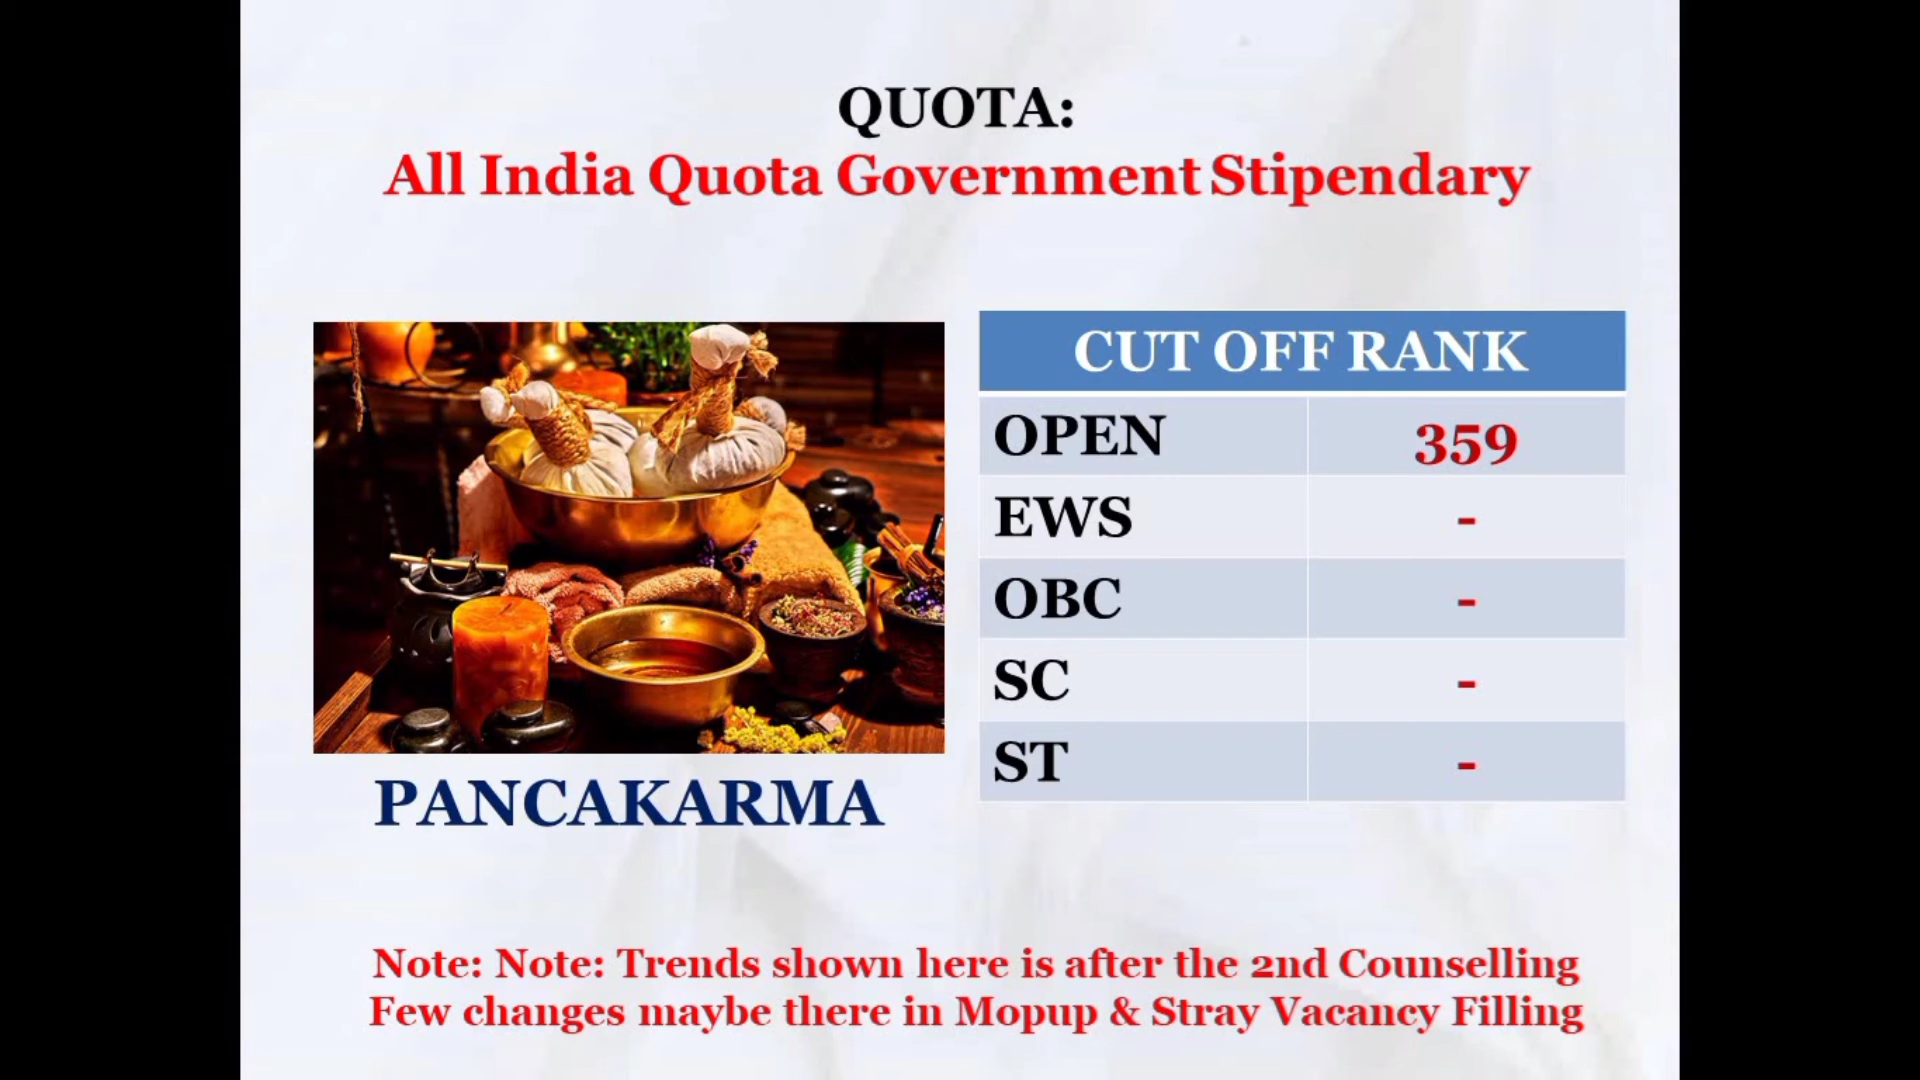 QUOTA:
All India Quota Government Stipendary
CUT OFF RANK
OPEN 359
EWS -
OBC -
SC -
ST -
PANCAKARMA
Note: Note: Trends shown here is after the 2nd Counselling
Few changes maybe there in Mopup & Stray Vacancy Filling